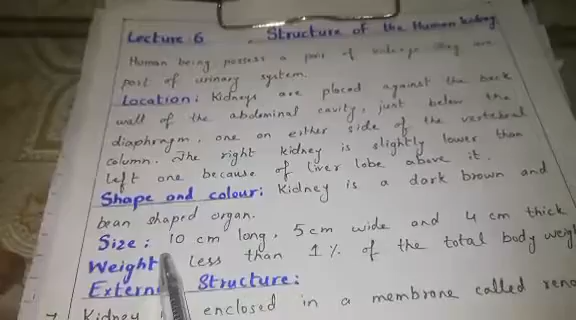 Lecture 6 . Structure of the Human kidney
Human being possess a pair of kidneys they are
part of urinary system.
Location: Kidneys are placed against the back
wall of the abdominal cavity, just below the
diaphragm, one on either side of the vertebral
column. The right kidney is slightly lower than
left one because of liver lobe above it.
Shape and colour: Kidney is a dark brown and
bean shaped organ.
Size: 10 cm long, 5 cm wide and 4 cm thick
Weight less than 1% of the total body weigh
Extern Structure:
Kidney enclosed in a membrane called ren